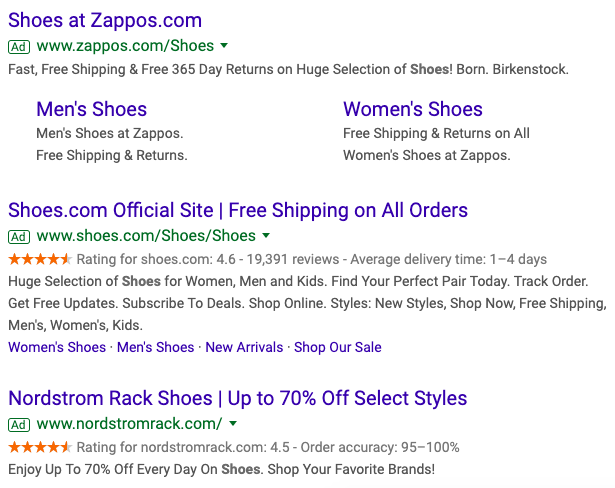 Shoes at Zappos.com
Ad www.zappos.com/Shoes
Fast, Free Shipping & Free 365 Day Returns on Huge Selection of Shoes! Born. Birkenstock.
Men's Shoes
Men's Shoes at Zappos.
Free Shipping & Returns.
Women's Shoes
Free Shipping & Returns on All
Women's Shoes at Zappos.
Shoes.com Official Site | Free Shipping on All Orders
Ad www.shoes.com/Shoes/Shoes
Rating for shoes.com: 4.6 - 19,391 reviews - Average delivery time: 1–4 days
Huge Selection of Shoes for Women, Men and Kids. Find Your Perfect Pair Today. Track Order.
Get Free Updates. Subscribe To Deals. Shop Online. Styles: New Styles, Shop Now, Free Shipping,
Men's, Women's, Kids.
Women's Shoes · Men's Shoes · New Arrivals · Shop Our Sale
Nordstrom Rack Shoes | Up to 70% Off Select Styles
Ad www.nordstromrack.com/
Rating for nordstromrack.com: 4.5 - Order accuracy: 95–100%
Enjoy Up To 70% Off Every Day On Shoes. Shop Your Favorite Brands!